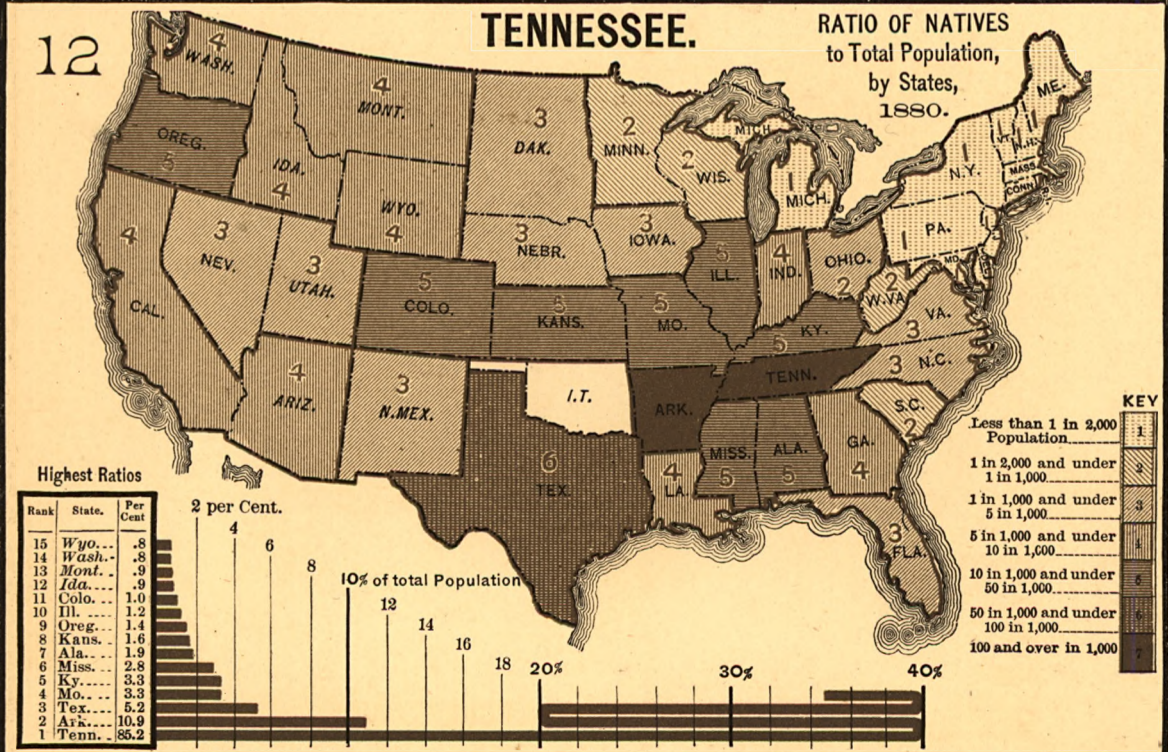 12
TENNESSEE.
RATIO OF NATIVES
to Total Population,
by States,
1880.
4
WASH.
OREG.
5
4
MONT.
IDA.
4
WYO.
4
3
DAK.
2
MINN.
2
WIS.
MICH
1
MICH.
ME.
VT.
N.H.
MASS.
CONN.
1
N.Y.
1
PA.
MD.
4
CAL.
3
NEV.
3
UTAH.
5
COLO.
3
NEBR.
3
IOWA.
5
KANS.
5
MO.
5
ILL.
4
IND.
OHIO.
2
2
W.VA.
VA.
3
5
KY.
3
N.C.
TENN.
S.C.
2
4
ARIZ.
3
N.MEX.
I.T.
ARK.
6
TEX.
4
LA.
MISS.
5
ALA.
5
GA.
4
3
FLA.
KEY
Less than 1 in 2,000
Population
1
1 in 2,000 and under
1 in 1,000
2
1 in 1,000 and under
5 in 1,000
3
5 in 1,000 and under
10 in 1,000
4
10 in 1,000 and under
50 in 1,000
5
50 in 1,000 and under
100 in 1,000
6
100 and over in 1,000
7
Highest Ratios
Rank State. Per Cent
15 Wyo. .8
14 Wash. .8
13 Mont. .9
12 Ida. .9
11 Colo. 1.0
10 Ill. 1.2
9 Oreg. 1.4
8 Kans. 1.6
7 Ala. 1.9
6 Miss. 2.8
5 Ky. 3.3
4 Mo. 3.3
3 Tex. 5.2
2 Ark. 10.9
1 Tenn. 85.2
2 per Cent.
4
6
8
10% of total Population
12
14
16
18
20%
30%
40%